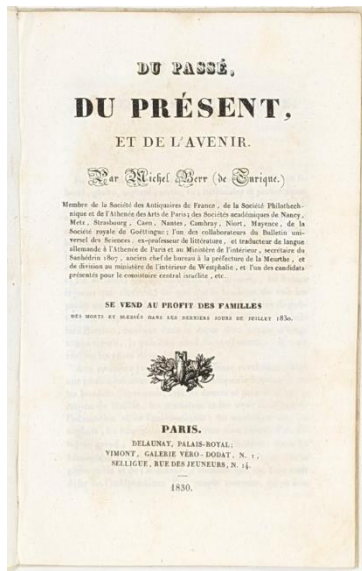 DU PASSÉ,
DU PRÉSENT,
ET DE L'AVENIR.
Par Michel Berr (de Turique.)
Membre de la Société des Antiquaires de France, de la Société Philotech-
nique et de l'Athénée des Arts de Paris; des Sociétés académiques de Nancy,
Metz, Strasbourg, Caen, Nantes, Cambray, Niort, Mayence, de la
Société royale de Goëttingue; l'un des collaborateurs du Bulletin uni-
versel des Sciences, ex-professeur de littérature, et traducteur de langue
allemande à l'Athénée de Paris et au Ministère de l'intérieur, secrétaire du
Sanhédrin 1807, ancien chef de bureau à la préfecture de la Meurthe, et
de division au ministère de l'intérieur de Westphalie, et l'un des candidats
présentés pour le consistoire central israélite, etc.
SE VEND AU PROFIT DES FAMILLES
DES MORTS ET BLESSÉS DANS LES DERNIERS JOURS DE JUILLET 1830.
PARIS.
DELAUNAY, PALAIS-ROYAL;
VIMONT, GALERIE VÉRO-DODAT, N. 1,
SELLIGUE, RUE DES JEUNEURS, N. 14.
1830.